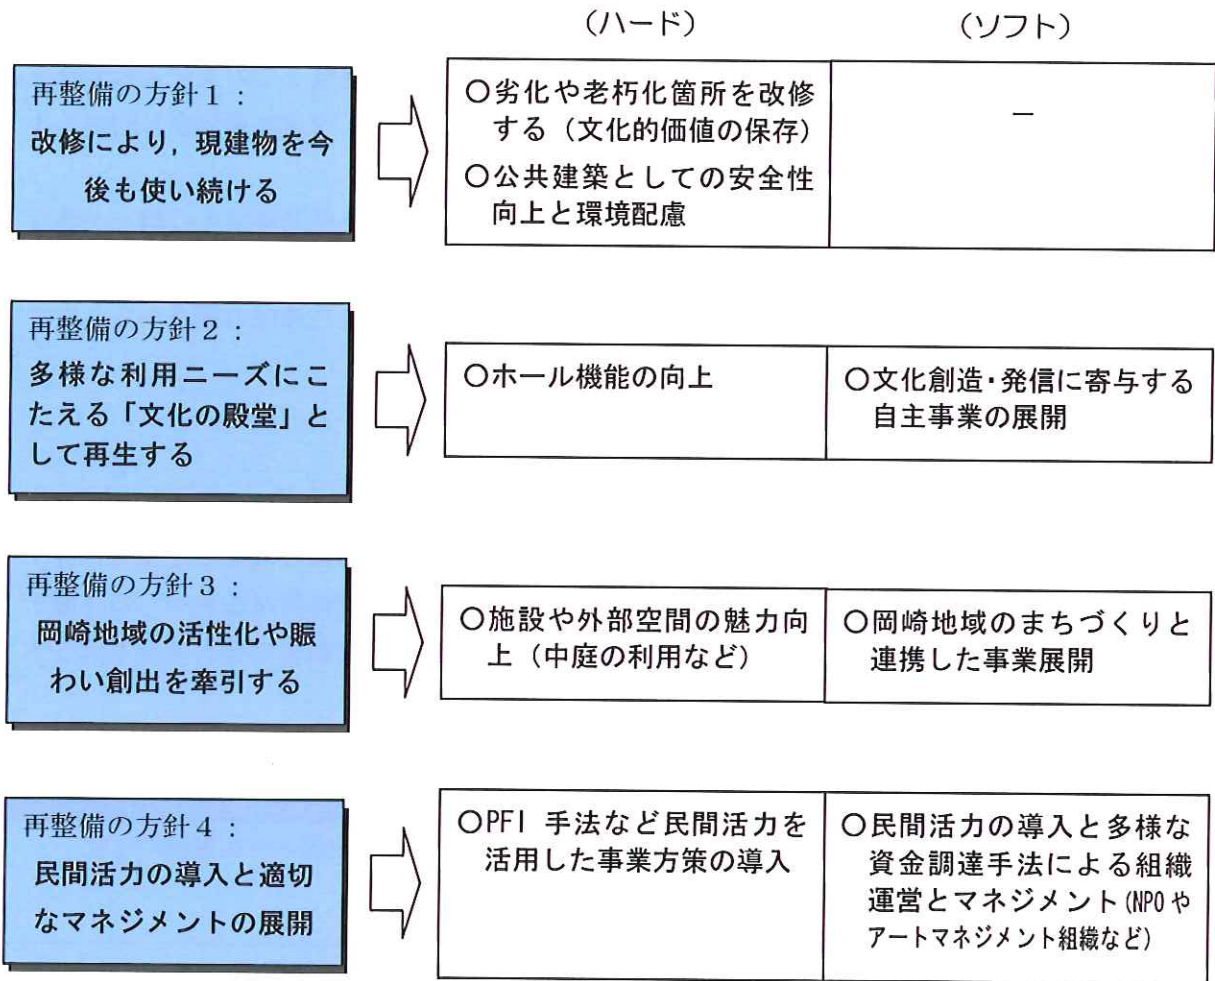 (ハード)
(ソフト)
再整備の方針1:
改修により,現建物を今
後も使い続ける
○劣化や老朽化箇所を改修
する(文化的価値の保存)
○公共建築としての安全性
向上と環境配慮
―
再整備の方針2:
多様な利用ニーズにこ
たえる「文化の殿堂」と
して再生する
○ホール機能の向上
○文化創造・発信に寄与する
自主事業の展開
再整備の方針3:
岡崎地域の活性化や賑
わい創出を牽引する
○施設や外部空間の魅力向
上(中庭の利用など)
○岡崎地域のまちづくりと
連携した事業展開
再整備の方針4:
民間活力の導入と適切
なマネジメントの展開
○PFI 手法など民間活力を
活用した事業方策の導入
○民間活力の導入と多様な
資金調達手法による組織
運営とマネジメント(NPOや
アートマネジメント組織など)